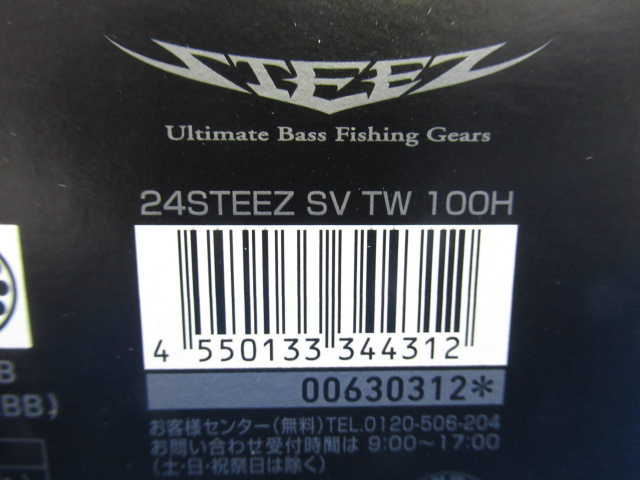 STEEZ
Ultimate Bass Fishing Gears
24STEEZ SV TW 100H
4 550133 344312
00630312*
B
BB)
お客様センター(無料)TEL.0120-506-204
お問い合わせ受付時間は 9:00〜17:00
(土・日・祝祭日は除く)